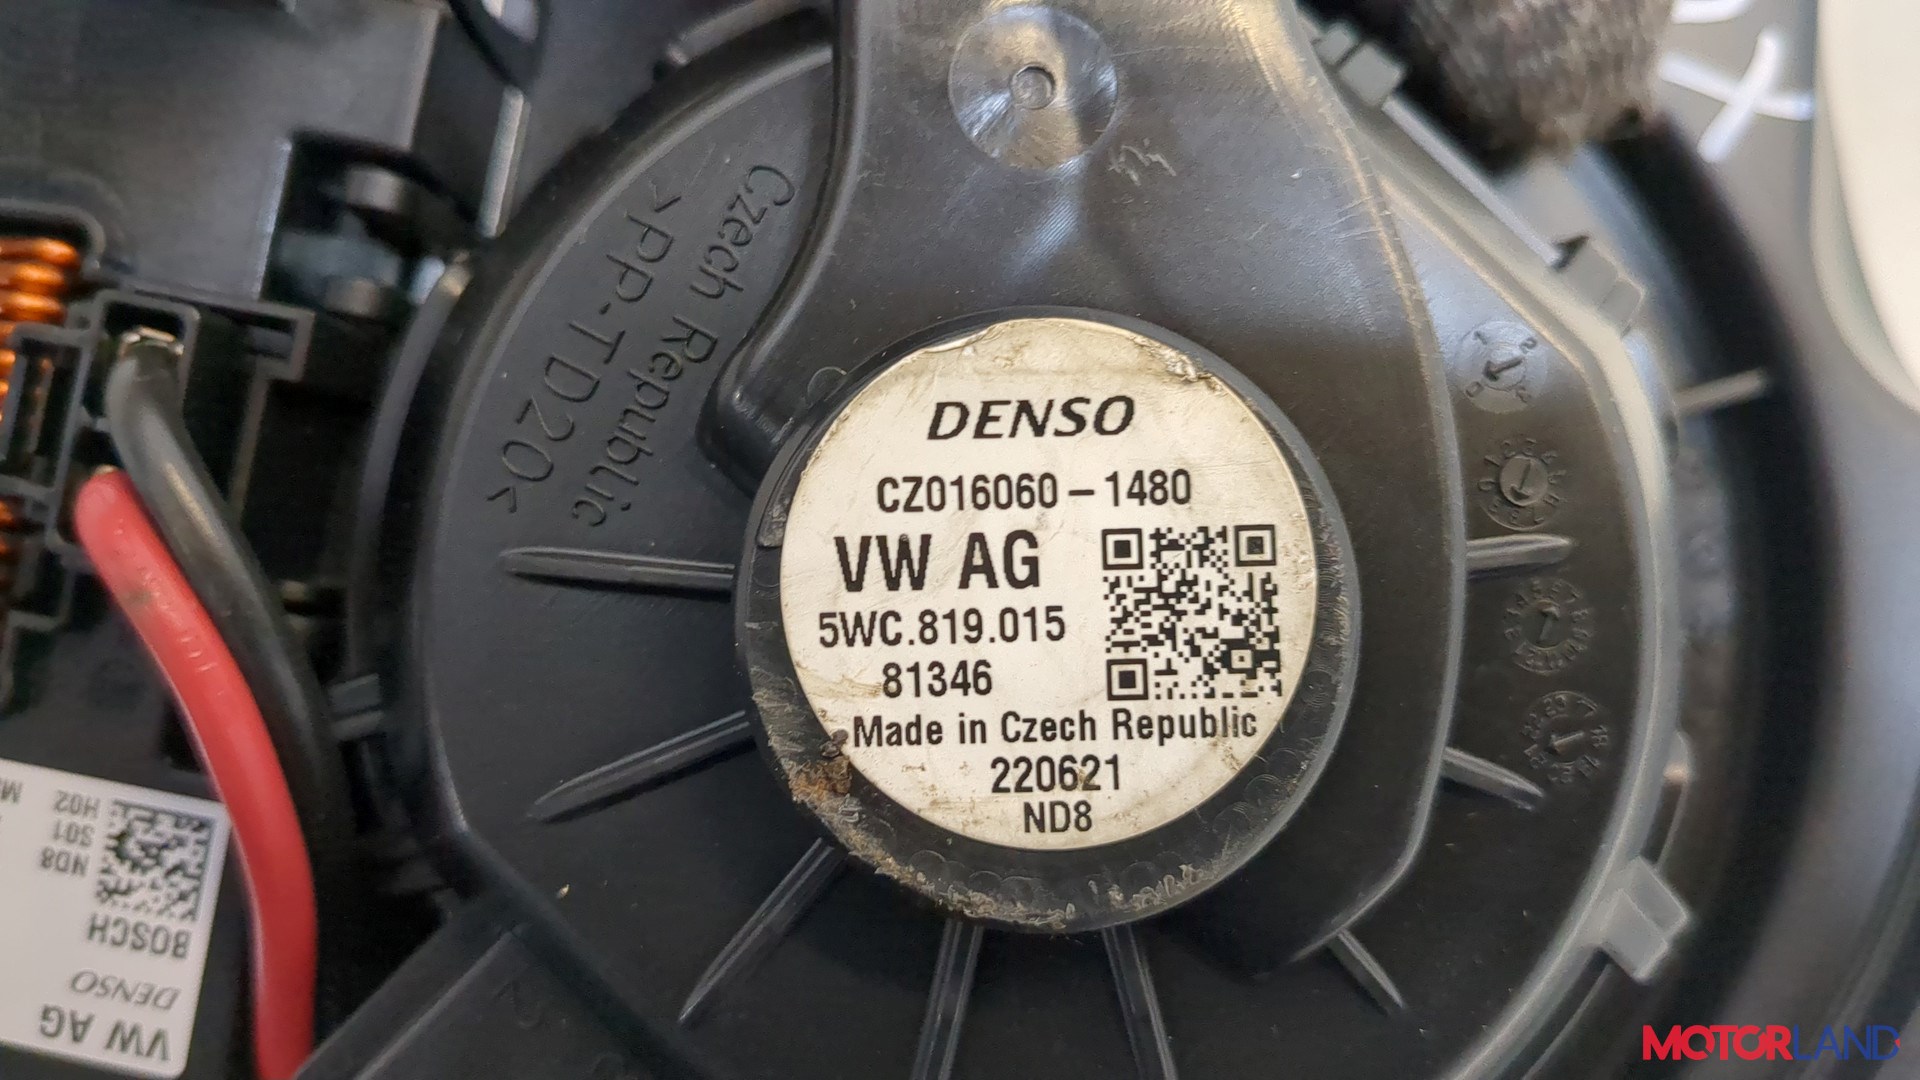 Czech Republic
>PP-TD20<
DENSO
CZ016060-1480
VW AG
5WC.819.015
81346
Made in Czech Republic
220621
ND8
H02
S01
ND8
BOSCH
DENSO
VW AG
MOTORLAND